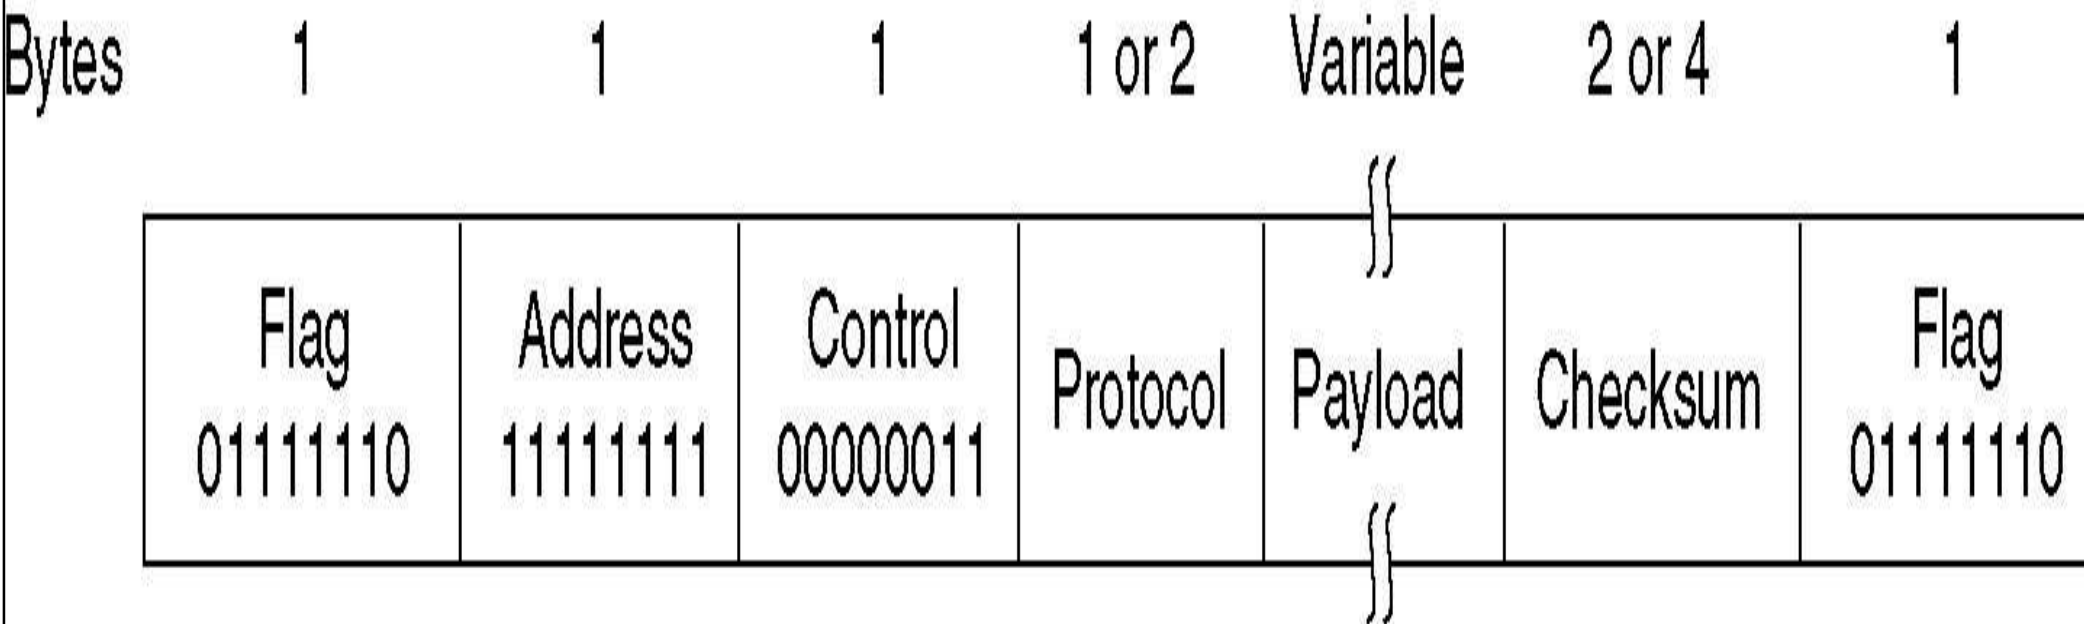 Bytes 1 1 1 1 or 2 Variable 2 or 4 1
Flag Address Control Flag
Protocol Payload Checksum
01111110 11111111 00000011 01111110